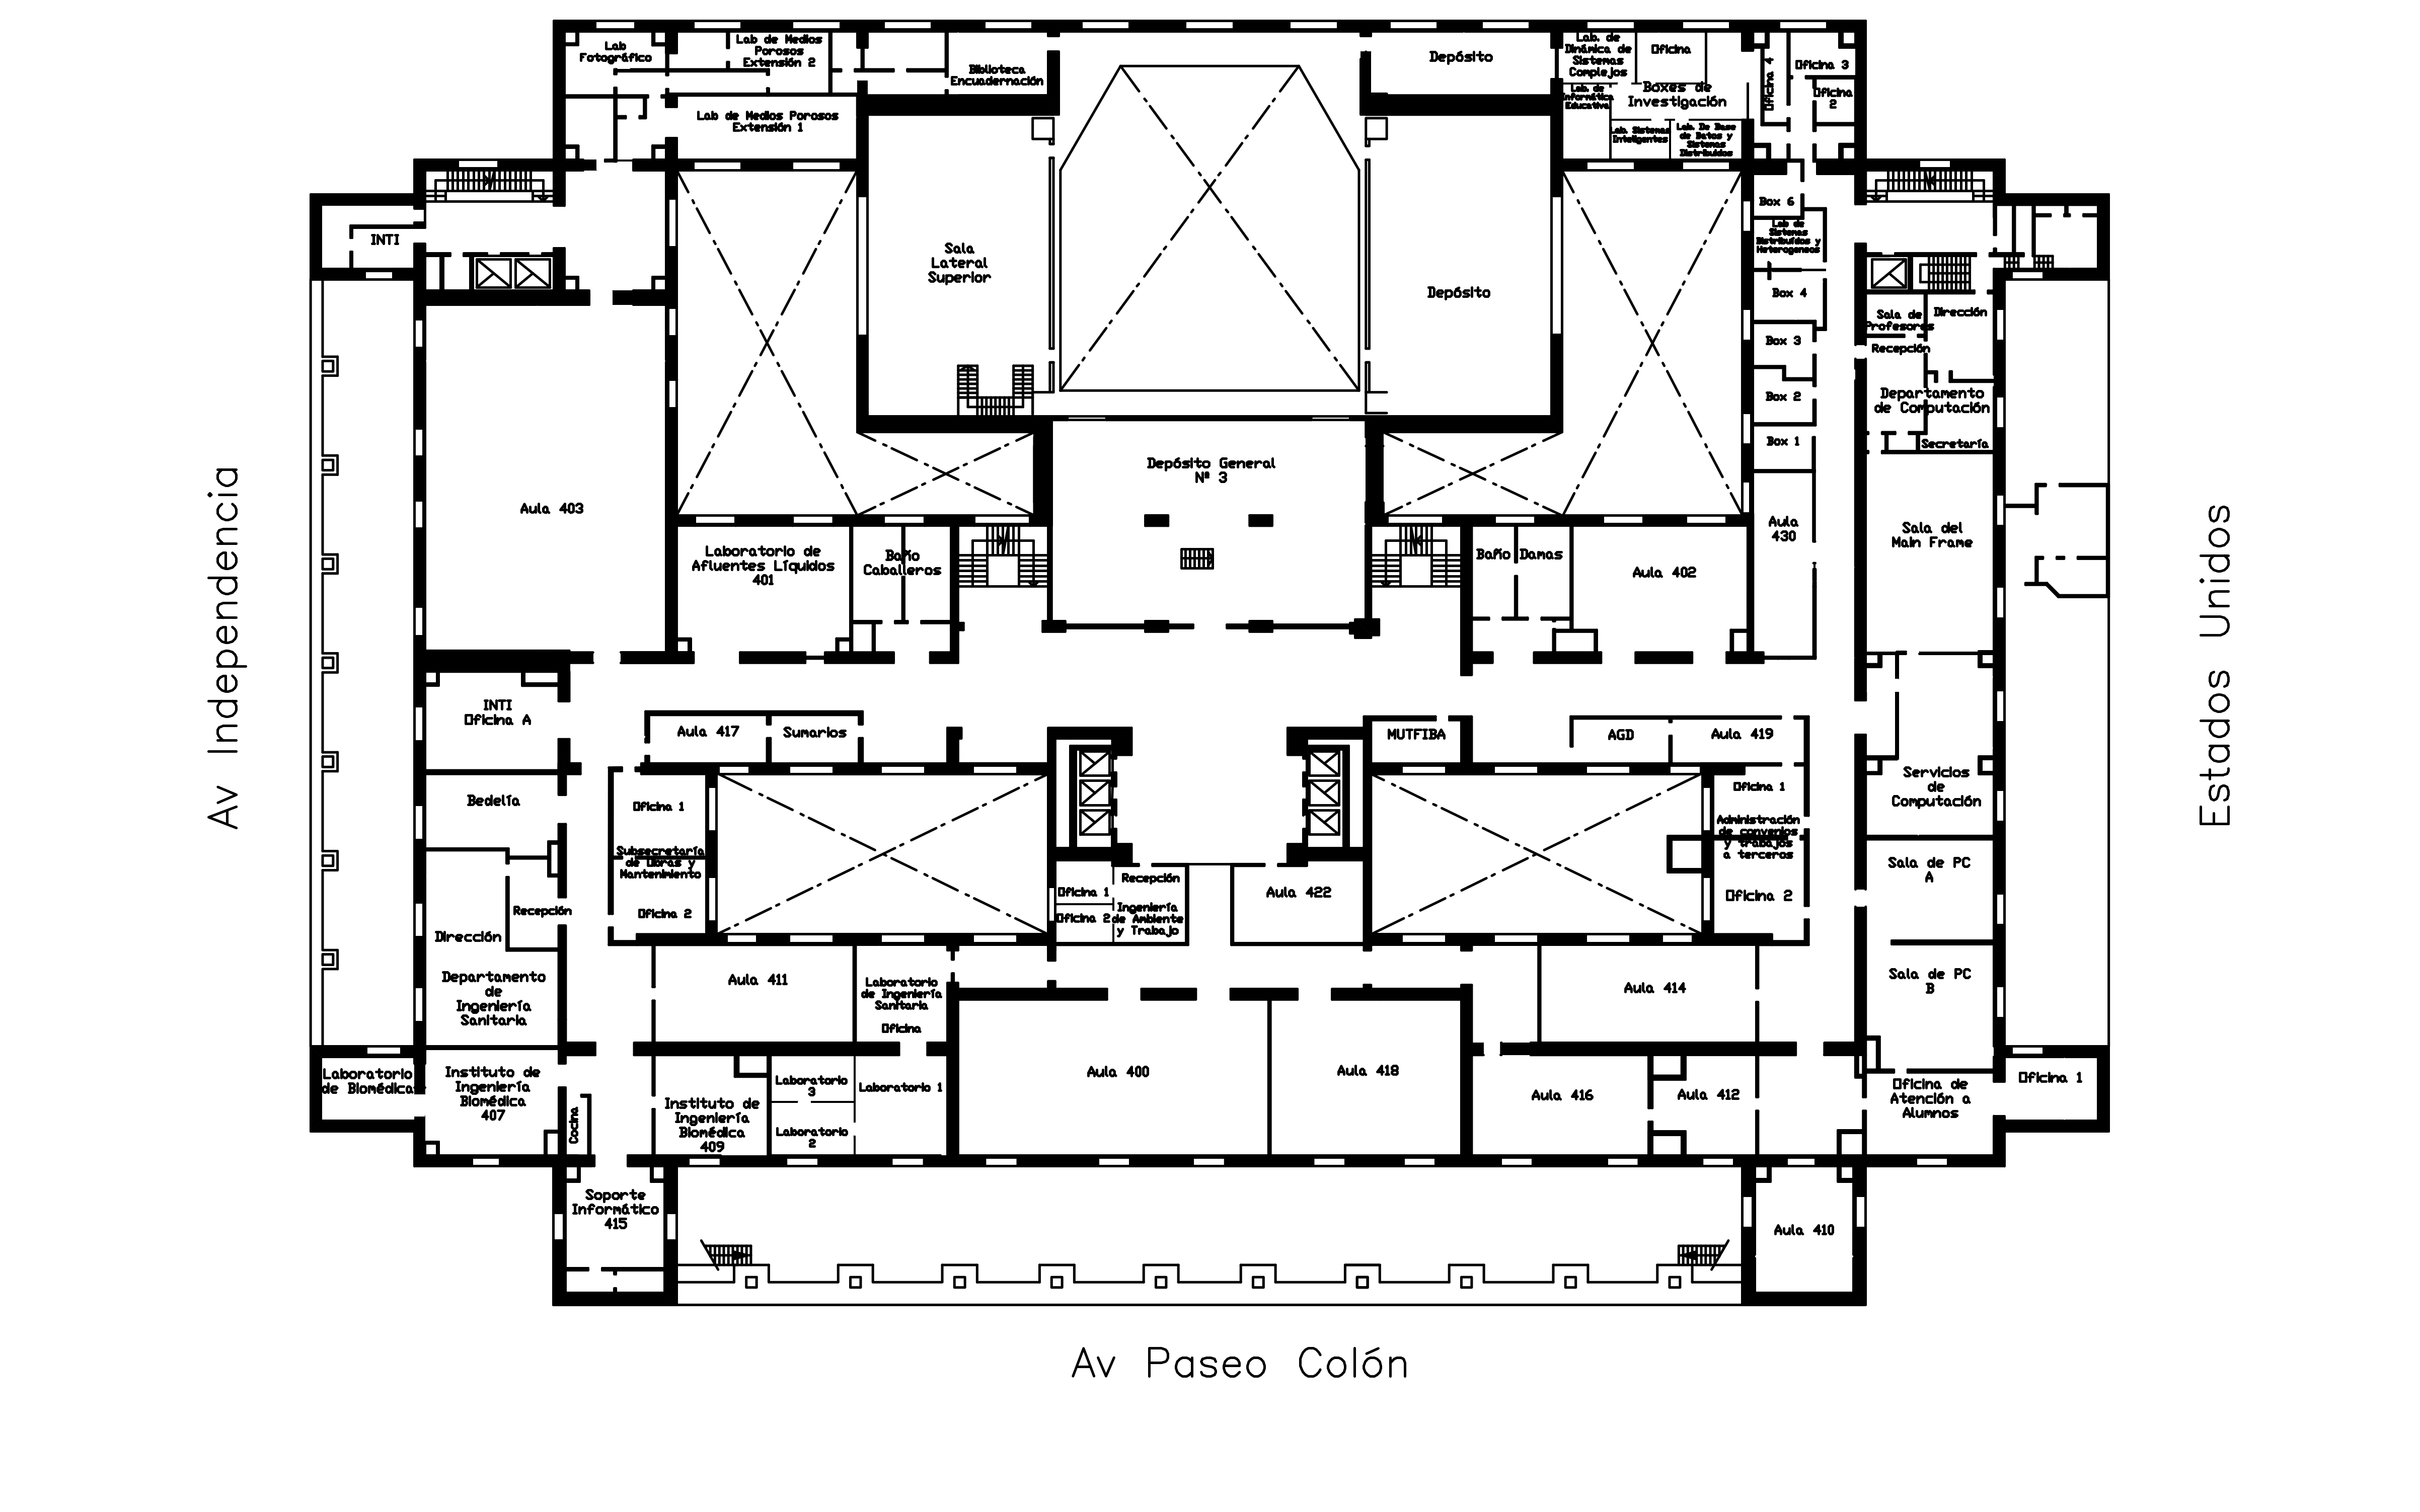 Lab
Fotográfico
Lab de Medios
Porosos
Extensión 2
Biblioteca
Encuadernación
Depósito
Lab. de
Dinámica de
Sistemas
Complejos
Oficina
Oficina 4
Oficina 3
Oficina
2
Lab. de
Informática
Educativa
Boxes de
Investigación
Lab de Medios Porosos
Extensión 1
Lab. Sistemas
Inteligentes
Lab. De Base
de Batos y
Sistemas
Distribuidos
INTI
Sala
Lateral
Superior
Depósito
Box 6
Lab de
Sistemas
Distribuídos y
Heterogeneos
Box 4
Box 3
Box 2
Box 1
Sala de
Profesores
Dirección
Recepción
Departamento
de Computación
Secretaría
Depósito General
Nº 3
Aula 403
Aula
430
Sala del
Main Frame
Laboratorio de
Afluentes Líquidos
401
Baño
Caballeros
Baño Damas
Aula 402
Av Independencia
Estados Unidos
INTI
Oficina A
Aula 417
Sumarios
MUTFIBA
AGD
Aula 419
Servicios
de
Computación
Bedelía
Oficina 1
Subsecretaría
de Obras y
Mantenimiento
Oficina 2
Oficina 1
Administración
de convenios
y trabajos
a terceros
Oficina 2
Sala de PC
A
Recepción
Oficina 1
Oficina 2
Ingeniería
de Ambiente
y Trabajo
Aula 422
Recepción
Dirección
Departamento
de
Ingeniería
Sanitaria
Aula 411
Laboratorio
de Ingeniería
Sanitaria
Oficina
Aula 414
Sala de PC
B
Laboratorio
de Biomédica
Instituto de
Ingeniería
Biomédica
407
Cocina
Instituto de
Ingeniería
Biomédica
409
Laboratorio
3
Laboratorio
2
Laboratorio 1
Aula 400
Aula 418
Aula 416
Aula 412
Oficina de
Atención a
Alumnos
Oficina 1
Soporte
Informático
415
Aula 410
Av Paseo Colón